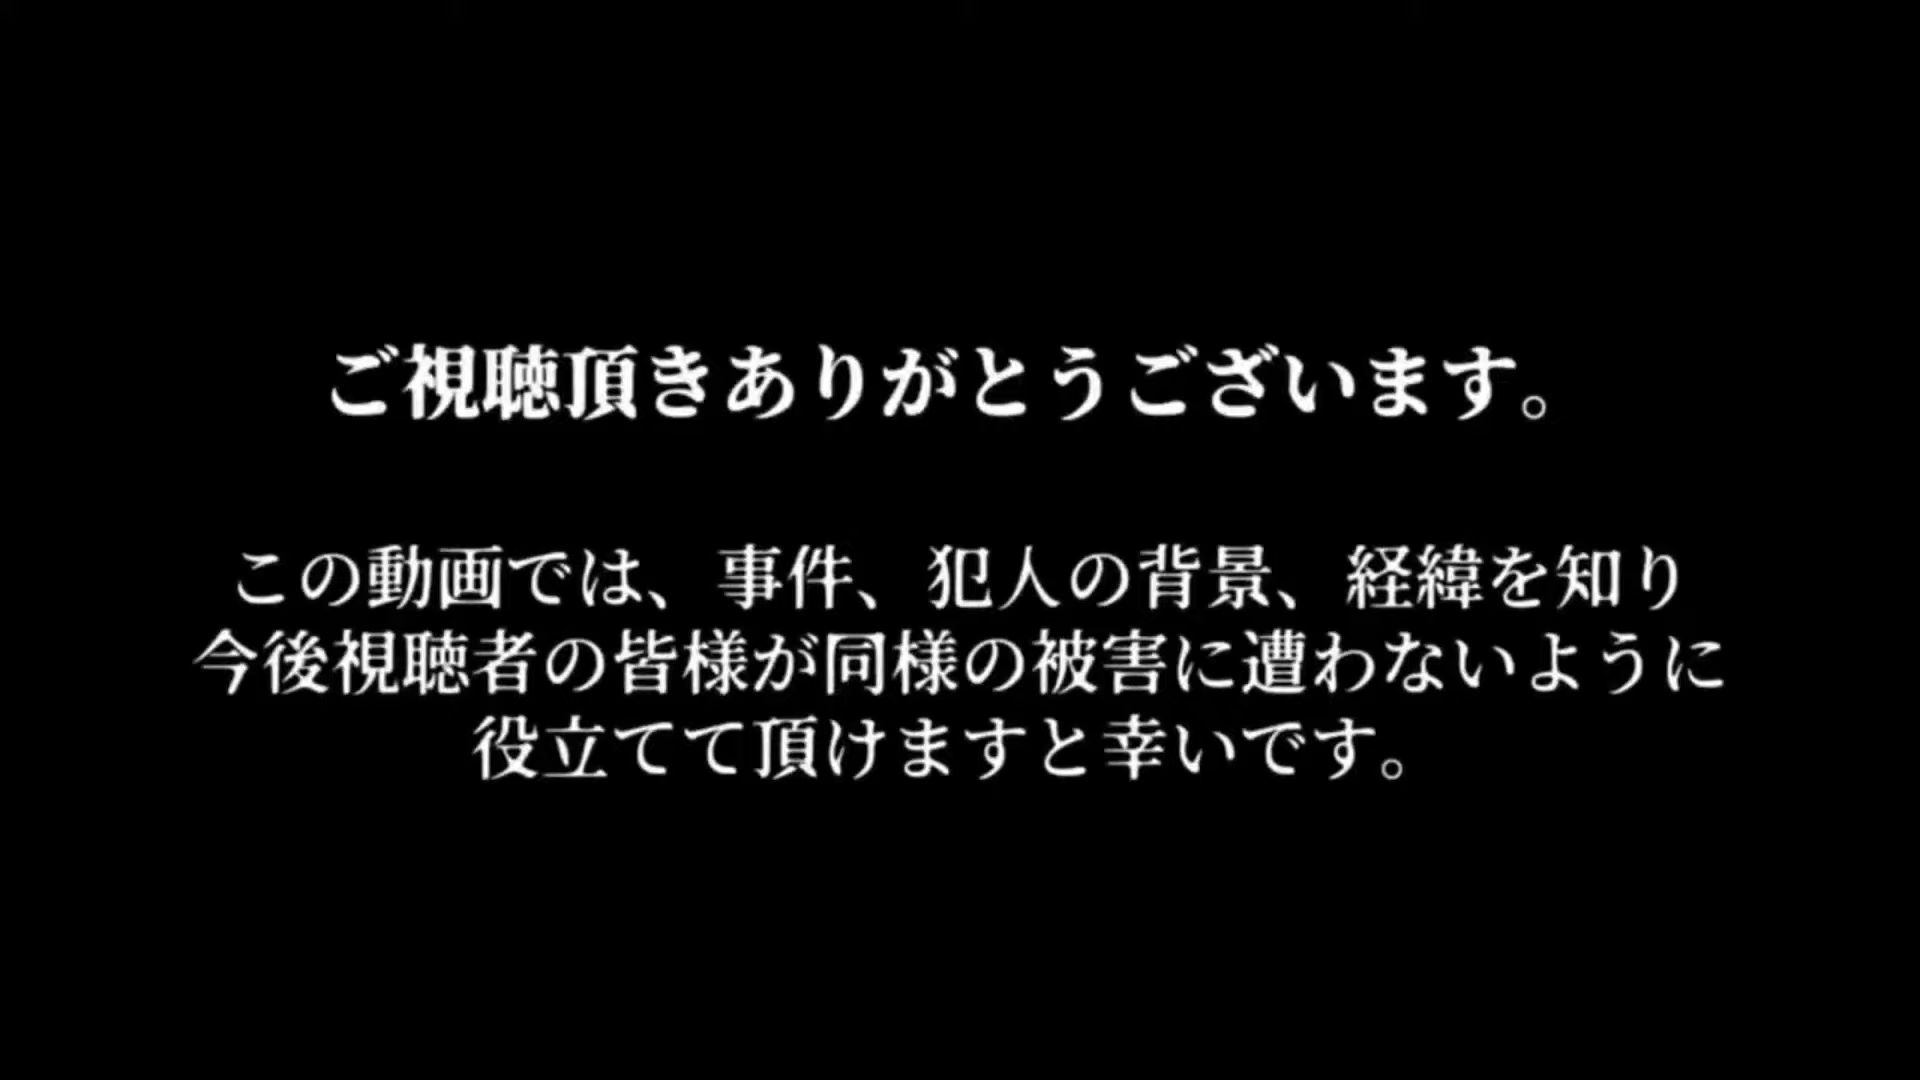 ご視聴頂きありがとうございます。
この動画では、事件、犯人の背景、経緯を知り
今後視聴者の皆様が同様の被害に遭わないように
役立てて頂けますと幸いです。